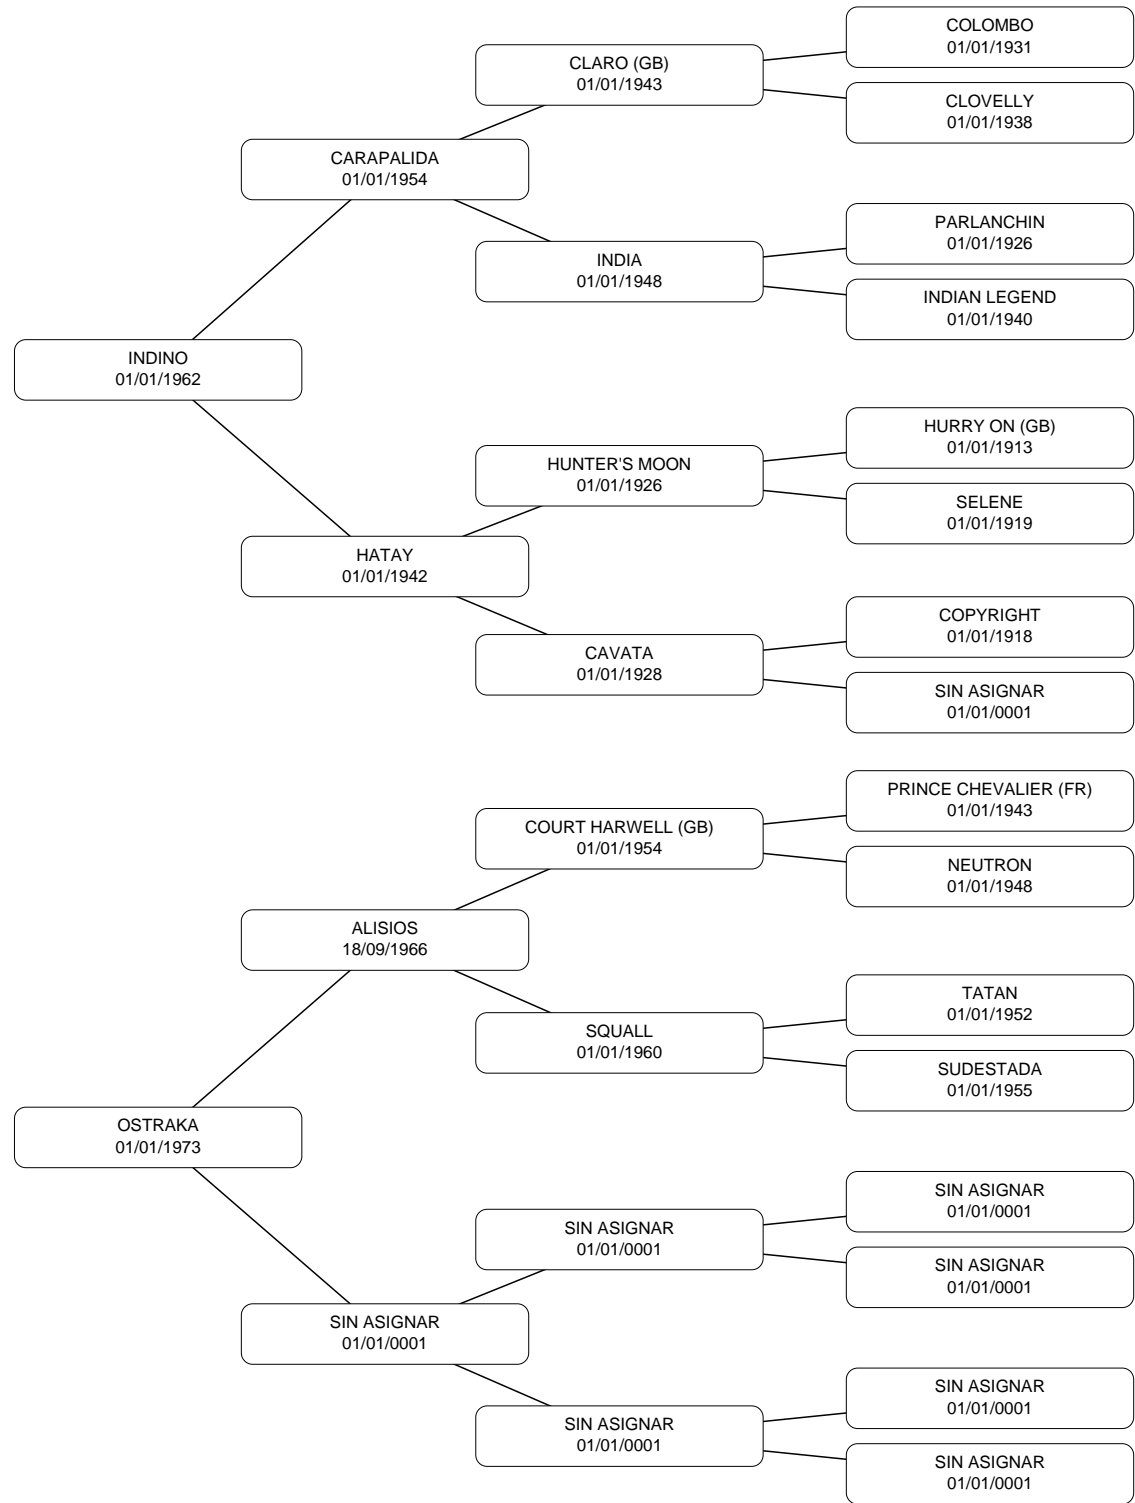 COLOMBO
01/01/1931
CLARO (GB)
01/01/1943
CLOVELLY
01/01/1938
CARAPALIDA
01/01/1954
PARLANCHIN
01/01/1926
INDIA
01/01/1948
INDIAN LEGEND
01/01/1940
INDINO
01/01/1962
HURRY ON (GB)
01/01/1913
HUNTER'S MOON
01/01/1926
SELENE
01/01/1919
HATAY
01/01/1942
COPYRIGHT
01/01/1918
CAVATA
01/01/1928
SIN ASIGNAR
01/01/0001
PRINCE CHEVALIER (FR)
01/01/1943
COURT HARWELL (GB)
01/01/1954
NEUTRON
01/01/1948
ALISIOS
18/09/1966
TATAN
01/01/1952
SQUALL
01/01/1960
SUDESTADA
01/01/1955
OSTRAKA
01/01/1973
SIN ASIGNAR
01/01/0001
SIN ASIGNAR
01/01/0001
SIN ASIGNAR
01/01/0001
SIN ASIGNAR
01/01/0001
SIN ASIGNAR
01/01/0001
SIN ASIGNAR
01/01/0001
SIN ASIGNAR
01/01/0001